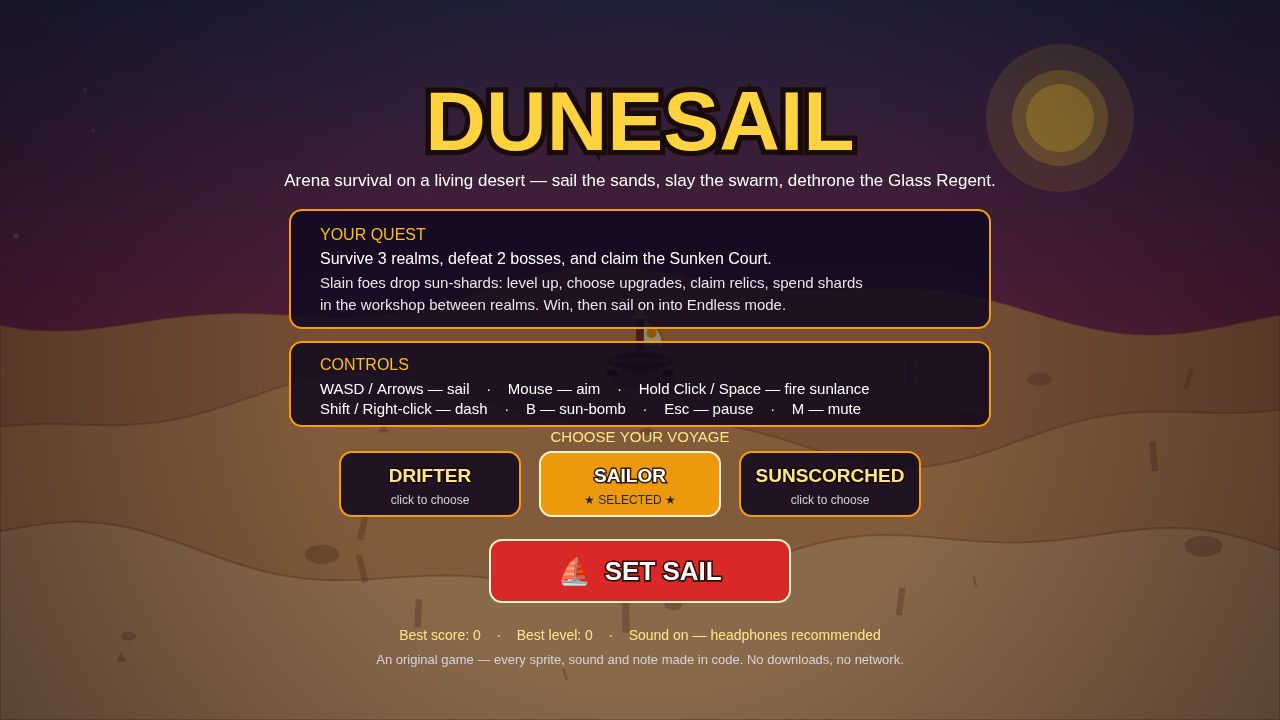 DUNESAIL
Arena survival on a living desert — sail the sands, slay the swarm, dethrone the Glass Regent.
YOUR QUEST
Survive 3 realms, defeat 2 bosses, and claim the Sunken Court.
Slain foes drop sun-shards: level up, choose upgrades, claim relics, spend shards
in the workshop between realms. Win, then sail on into Endless mode.
CONTROLS
WASD / Arrows — sail · Mouse — aim · Hold Click / Space — fire sunlance
Shift / Right-click — dash · B — sun-bomb · Esc — pause · M — mute
CHOOSE YOUR VOYAGE
DRIFTER
click to choose
SAILOR
★ SELECTED ★
SUNSCORCHED
click to choose
⛵ SET SAIL
Best score: 0 · Best level: 0 · Sound on — headphones recommended
An original game — every sprite, sound and note made in code. No downloads, no network.